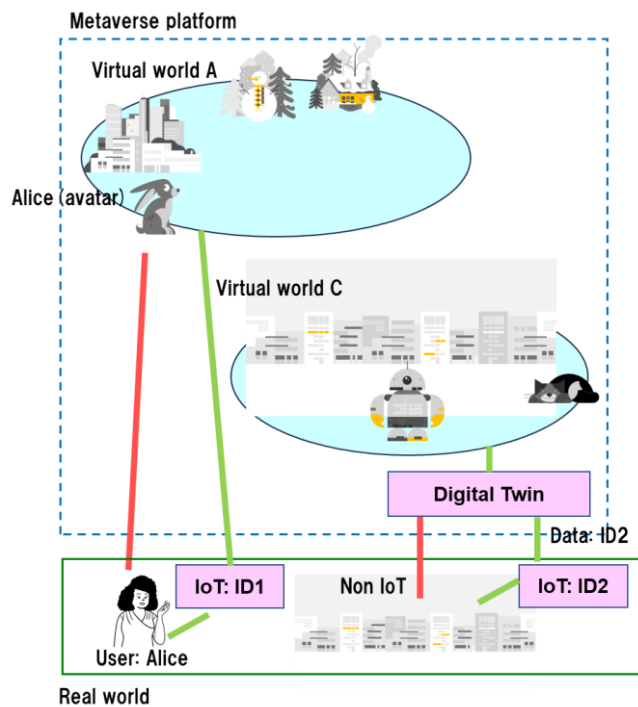 Metaverse platform
Virtual world A
Alice (avatar)
Virtual world C
Digital Twin
Data: ID2
IoT: ID1
Non IoT
IoT: ID2
User: Alice
Real world